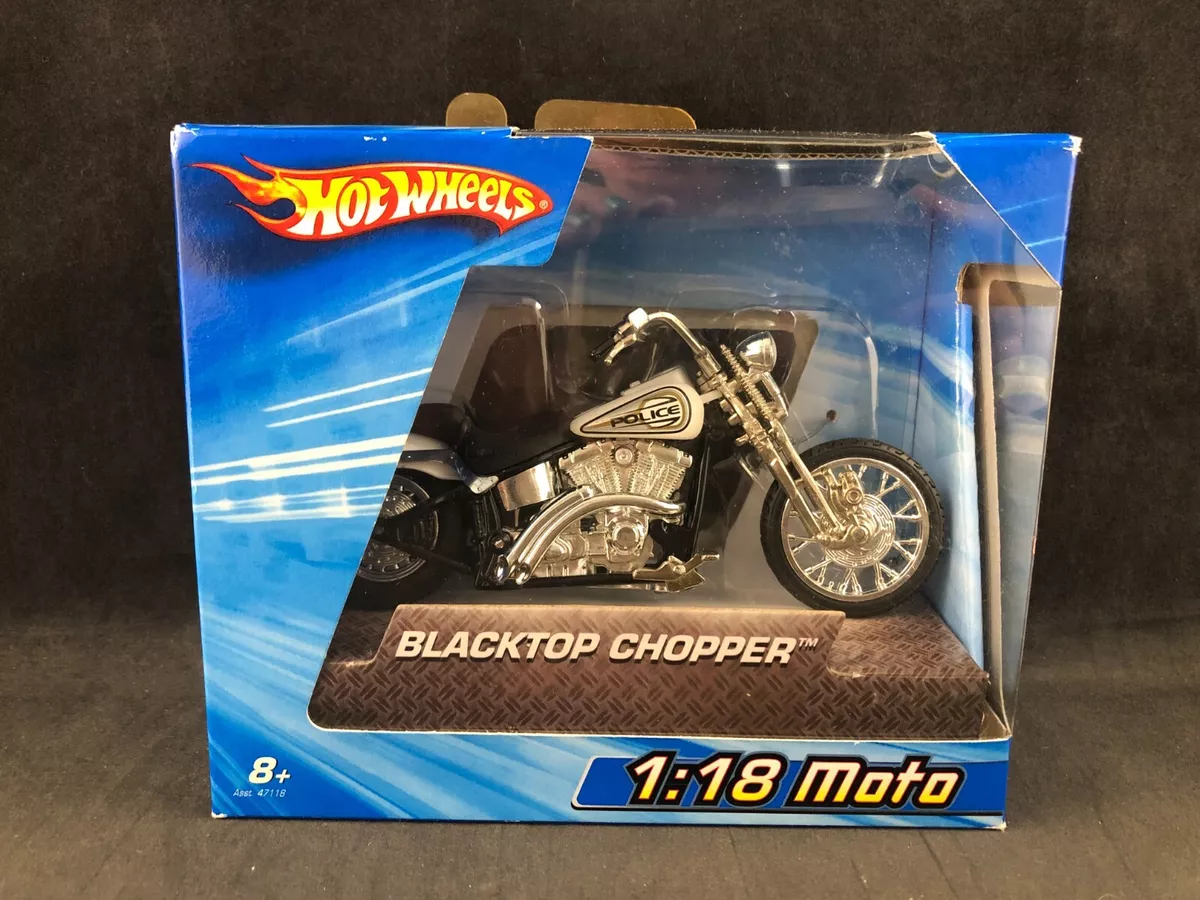 HOT WHEELS®
POLICE
BLACKTOP CHOPPER™
8+
Asst. 47118
1:18 Moto